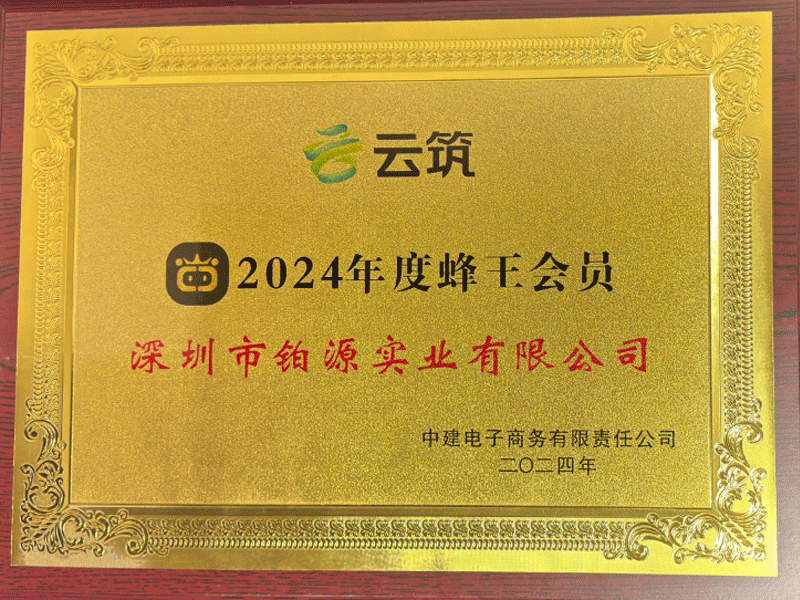 云筑
2024年度蜂王会员
深圳市铂源实业有限公司
中建电子商务有限责任公司
二〇二四年